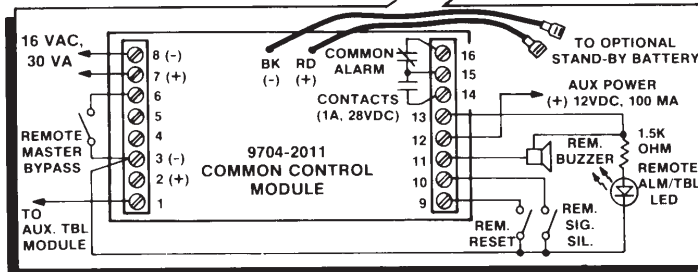 16 VAC,
30 VA
8 (-)
7 (+)
6
5
4
3 (-)
2 (+)
1
REMOTE
MASTER
BYPASS
TO
AUX. TBL
MODULE
BK
(-)
RD
(+)
COMMON
ALARM
CONTACTS
(1A, 28VDC)
9704-2011
COMMON CONTROL
MODULE
16
15
14
13
12
11
10
9
TO OPTIONAL
STAND-BY BATTERY
AUX POWER
(+) 12VDC, 100 MA
REM.
BUZZER
1.5K
OHM
REMOTE
ALM/TBL
LED
REM.
RESET
REM.
SIG.
SIL.